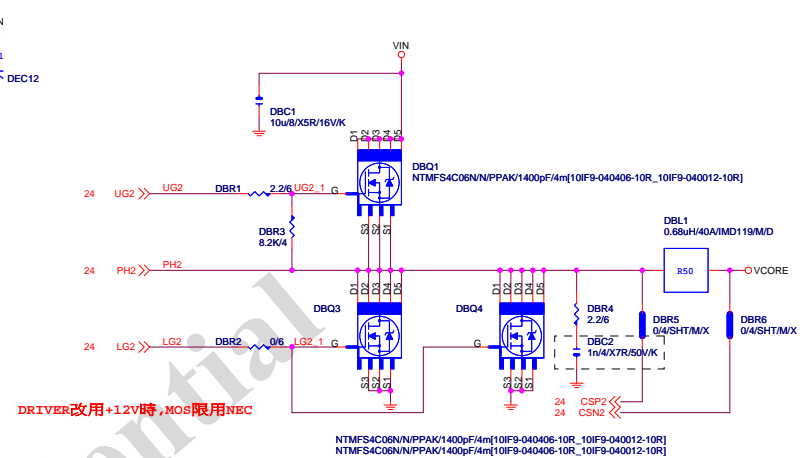 DEC12
VIN
DBC1
10u/8/X5R/16V/K
D1 D2 D3 D4 D5
DBQ1
NTMFS4C06N/N/PPAK/1400pF/4m[10IF9-040406-10R_10IF9-040012-10R]
24 UG2 UG2 DBR1 2.2/6 UG2_1 G
S3 S2 S1
DBR3
8.2K/4
DBL1
0.68uH/40A/IMD119/M/D
24 PH2 PH2
R50
VCORE
D1 D2 D3 D4 D5
D1 D2 D3 D4 D5
DBQ3
DBQ4
DBR4
2.2/6
DBR5
0/4/SHT/M/X
DBR6
0/4/SHT/M/X
24 LG2 LG2 DBR2 0/6 LG2_1 G
G
DBC2
1n/4/X7R/50V/K
S3 S2 S1
S3 S2 S1
24 CSP2
24 CSN2
DRIVER改用+12V時,MOS限用NEC
NTMFS4C06N/N/PPAK/1400pF/4m[10IF9-040406-10R_10IF9-040012-10R]
NTMFS4C06N/N/PPAK/1400pF/4m[10IF9-040406-10R_10IF9-040012-10R]
ential